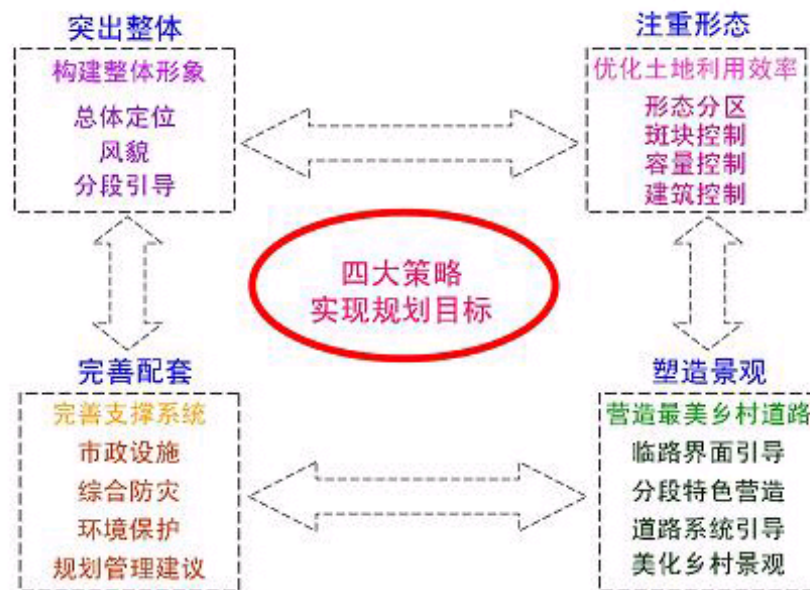 突出整体
构建整体形象
总体定位
风貌
分段引导
注重形态
优化土地利用效率
形态分区
斑块控制
容量控制
建筑控制
四大策略
实现规划目标
完善配套
完善支撑系统
市政设施
综合防灾
环境保护
规划管理建议
塑造景观
营造最美乡村道路
临路界面引导
分段特色营造
道路系统引导
美化乡村景观